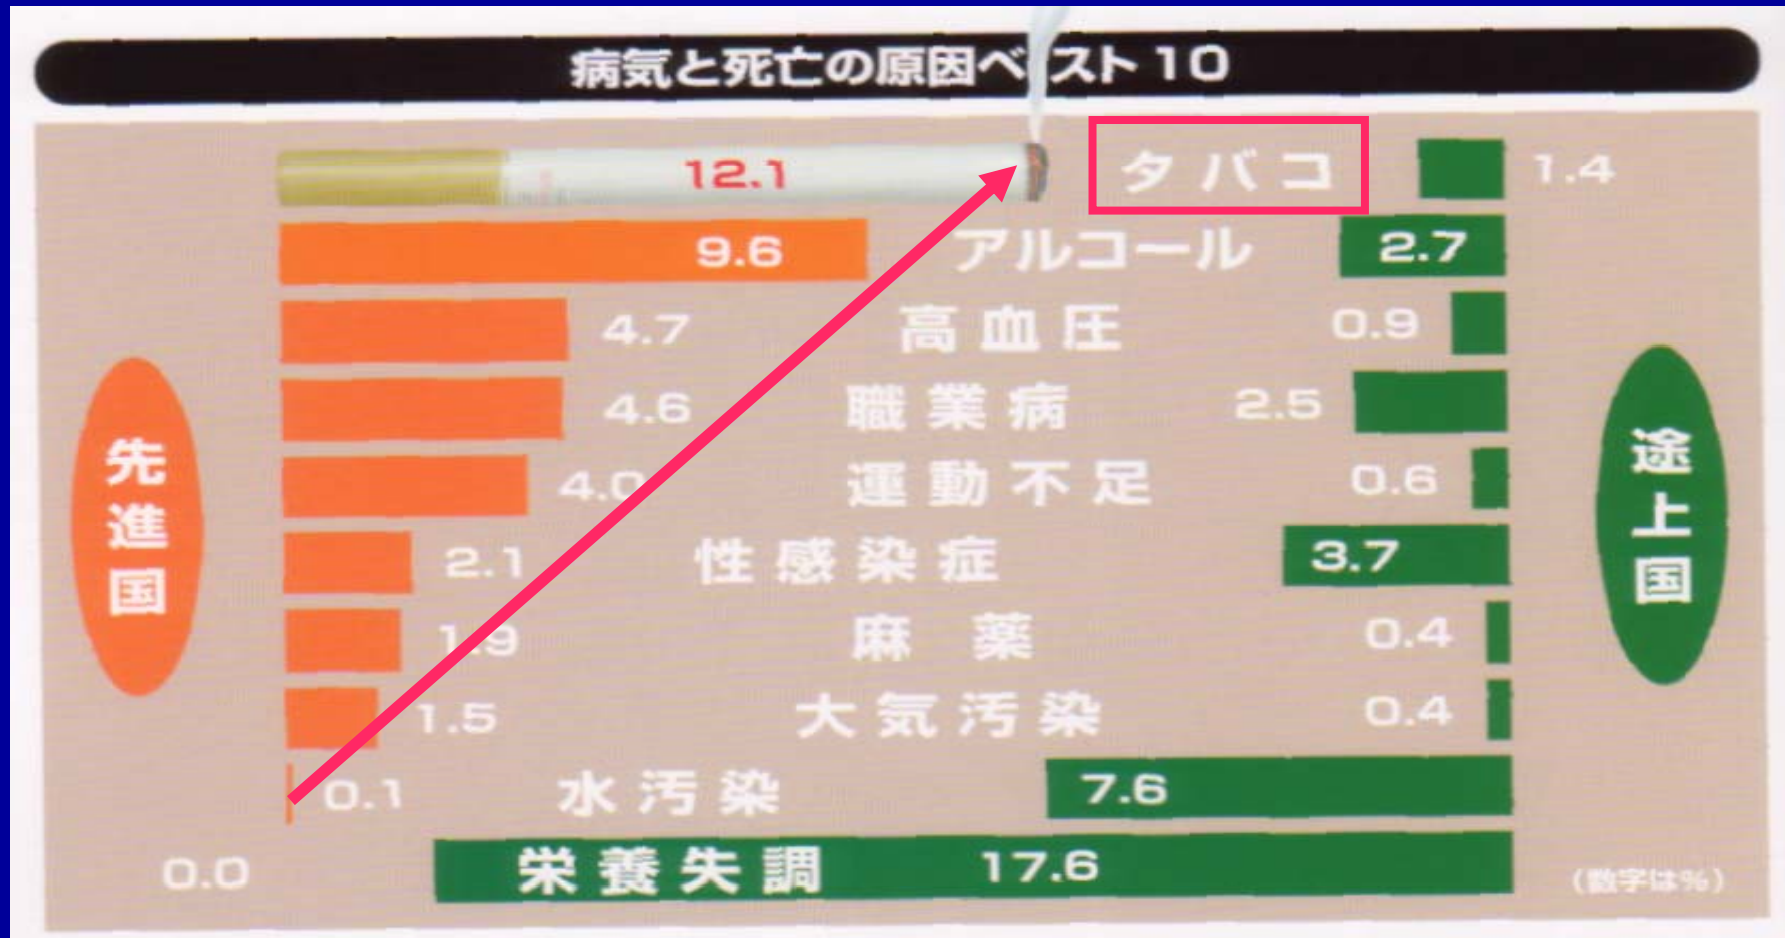 病気と死亡の原因ベスト10
12.1 タバコ 1.4
9.6 アルコール 2.7
4.7 高血圧 0.9
4.6 職業病 2.5
4.0 運動不足 0.6
2.1 性感染症 3.7
1.9 麻薬 0.4
1.5 大気汚染 0.4
0.1 水汚染 7.6
0.0 栄養失調 17.6
先進国
途上国
(数字は%)